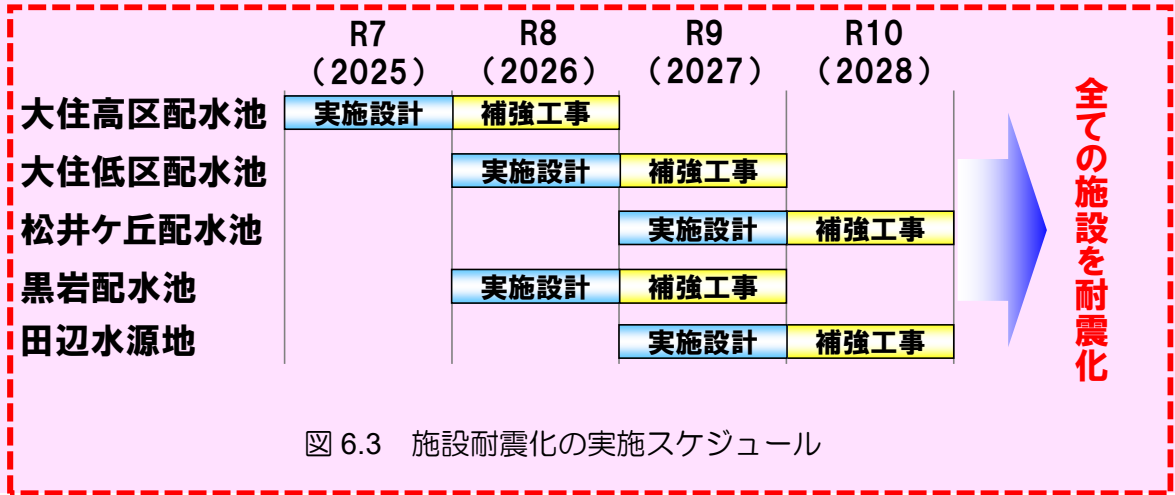 R7 R8 R9 R10
(2025) (2026) (2027) (2028)
大住高区配水池 実施設計 補強工事
大住低区配水池 実施設計 補強工事
松井ケ丘配水池 実施設計 補強工事
黒岩配水池 実施設計 補強工事
田辺水源地 実施設計 補強工事
全ての施設を耐震化
図 6.3 施設耐震化の実施スケジュール